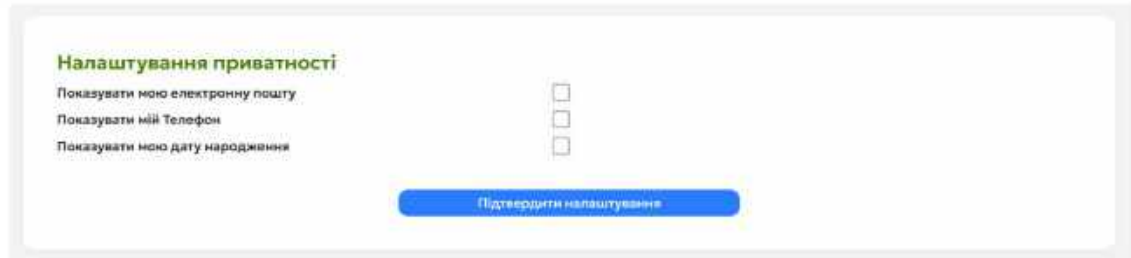 Налаштування приватності
Показувати мою електронну пошту
Показувати мій Телефон
Показувати мою дату народження
Підтвердити налаштування